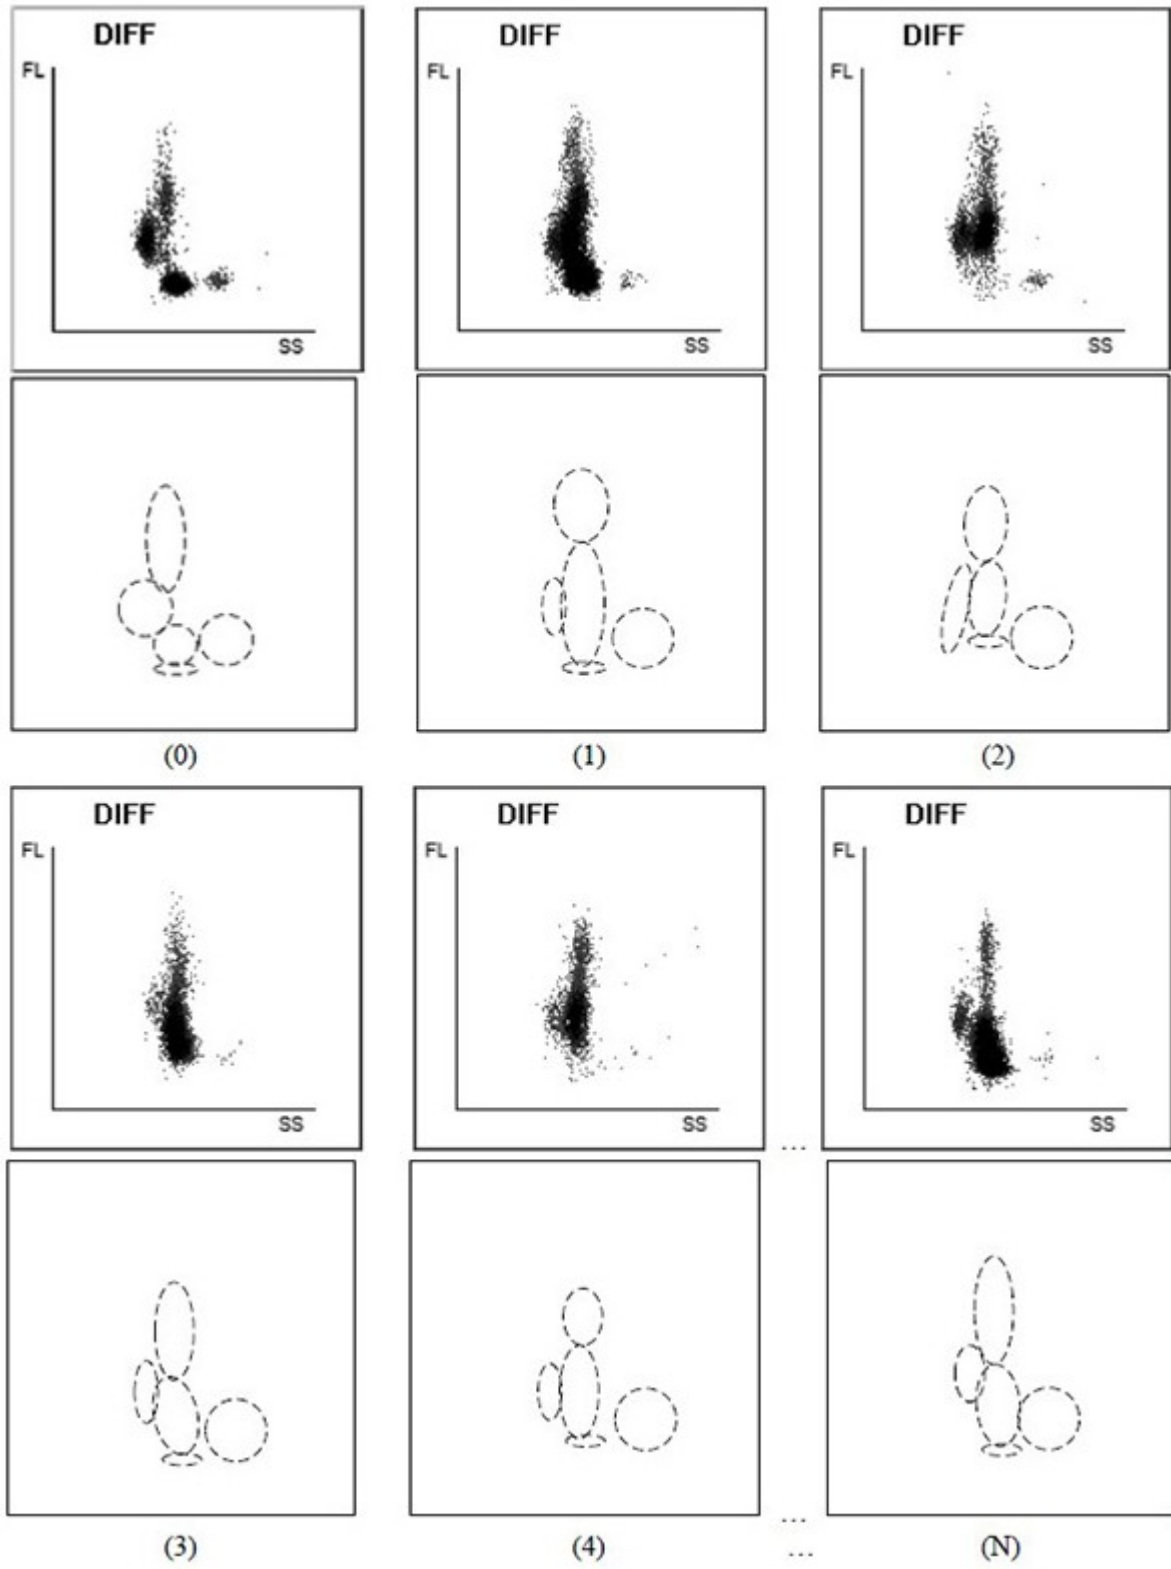 DIFF DIFF DIFF
FL FL FL
SS SS SS
(0) (1) (2)
DIFF DIFF DIFF
FL FL FL
SS SS SS
...
...
(3) (4) ... (N)